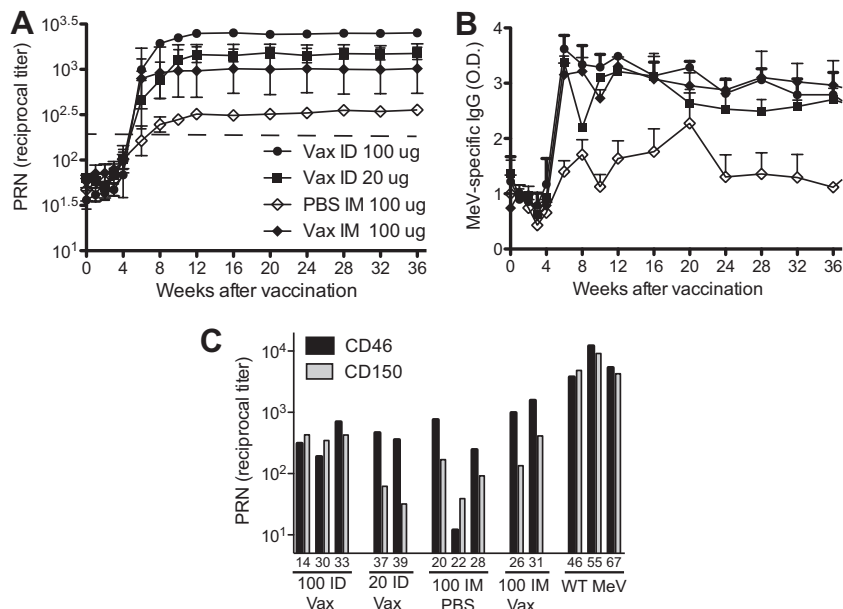 A
PRN (reciprocal titer)
10^3.5
10^3
10^2.5
10^2
10^1.5
10^1
Vax ID 100 ug
Vax ID 20 ug
PBS IM 100 ug
Vax IM 100 ug
0 4 8 12 16 20 24 28 32 36
Weeks after vaccination
B
MeV-specific IgG (O.D.)
4
3
2
1
0
0 4 8 12 16 20 24 28 32 36
Weeks after vaccination
C
CD46
CD150
PRN (reciprocal titer)
10^4
10^3
10^2
10^1
14 30 33 37 39 20 22 28 26 31 46 55 67
100 ID 20 ID 100 IM 100 IM WT MeV
Vax Vax PBS Vax